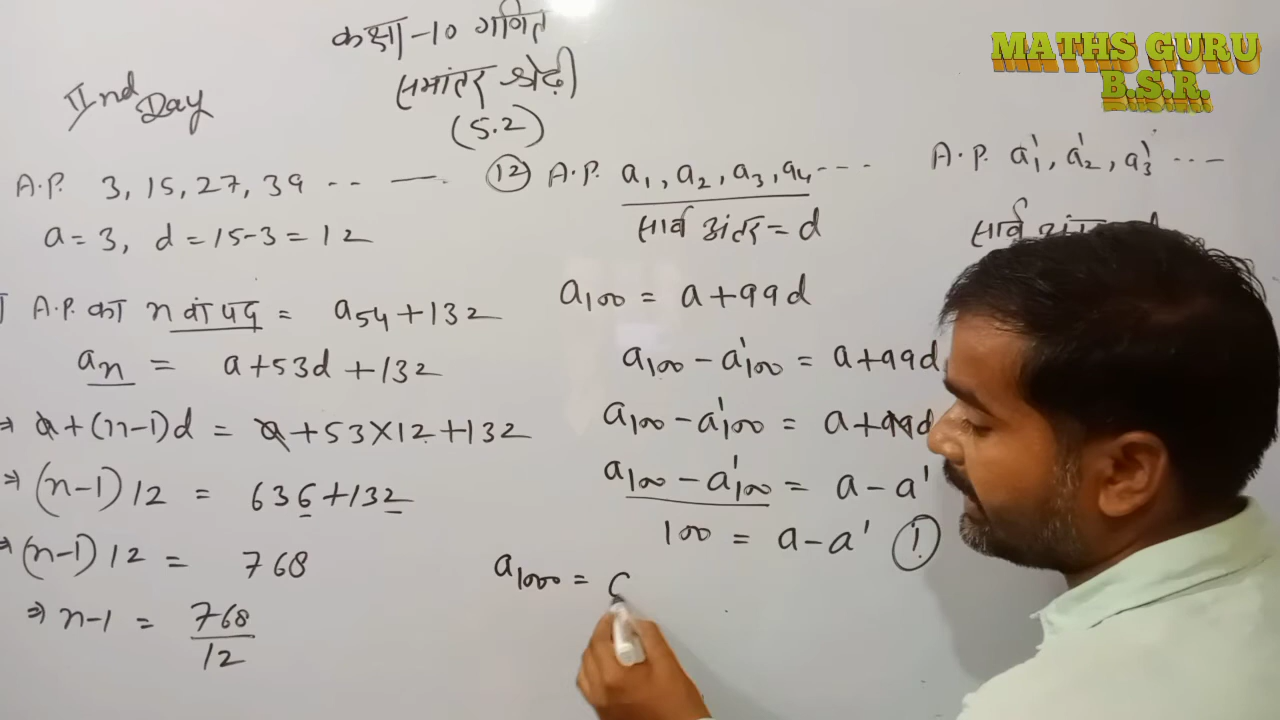 MATHS GURU
B.S.R.
कक्षा-10 गणित
समांतर श्रेढ़ी
(5.2)
IInd Day
A.P. 3, 15, 27, 39 ----
a = 3, d = 15-3 = 12
A.P. का n वां पद = a₅₄+132
aₙ = a+53d+132
⇒ a+(n-1)d = a+53×12+132
⇒ (n-1)12 = 636+132
⇒ (n-1)12 = 768
⇒ n-1 = 768/12
(12) A.P. a₁, a₂, a₃, a₄----
सार्व अंतर = d
a₁₀₀ = a+99d
a₁₀₀ - a'₁₀₀ = a+99d
a₁₀₀ - a'₁₀₀ = a+99d
a₁₀₀ - a'₁₀₀ = a-a'
100 = a-a' (1)
a₁₀₀₀ =
A.P. a'₁, a'₂, a'₃ ----
सार्व